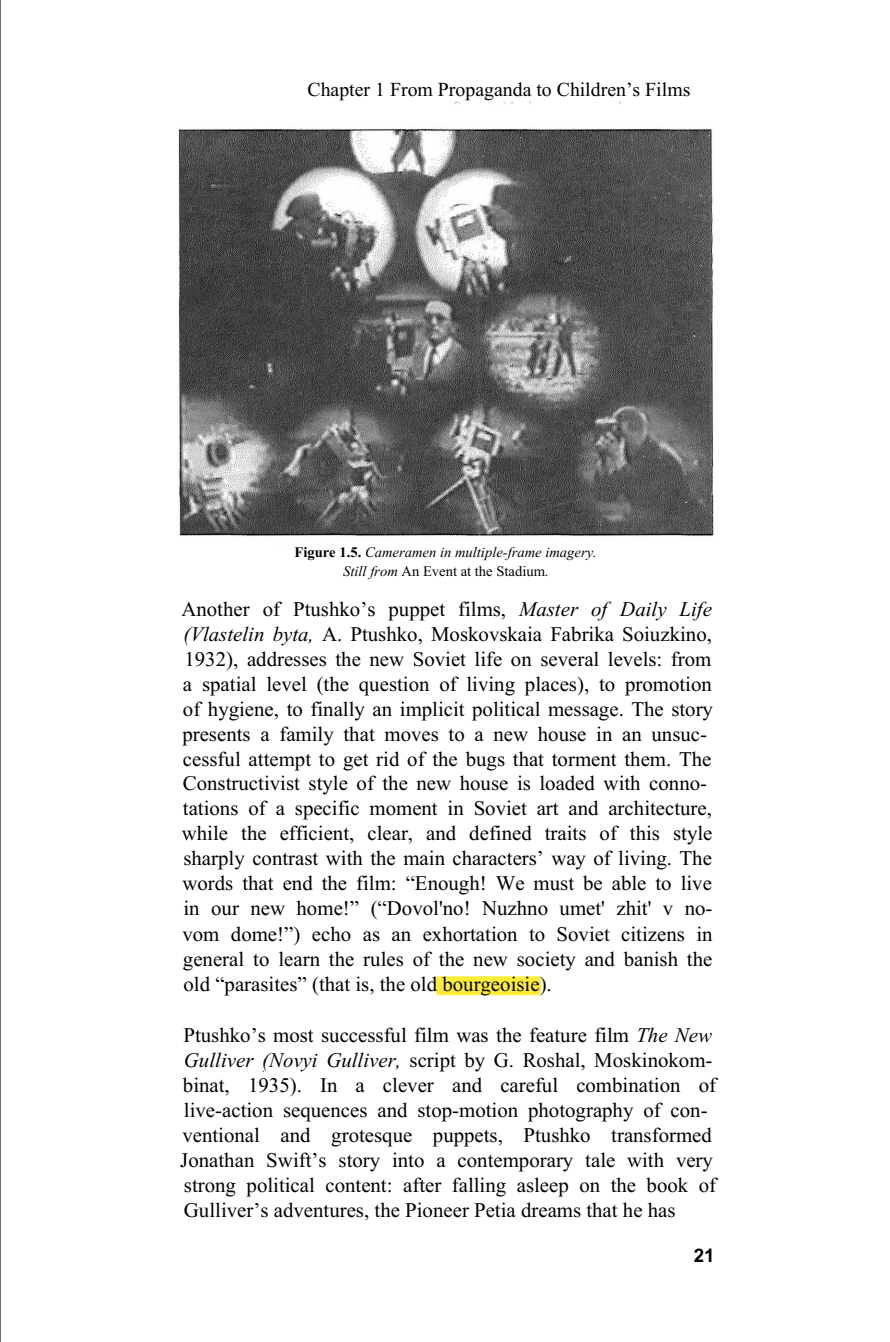 Chapter 1 From Propaganda to Children’s Films
Figure 1.5. Cameramen in multiple-frame imagery.
Still from An Event at the Stadium.
Another of Ptushko’s puppet films, Master of Daily Life
(Vlastelin byta, A. Ptushko, Moskovskaia Fabrika Soiuzkino,
1932), addresses the new Soviet life on several levels: from
a spatial level (the question of living places), to promotion
of hygiene, to finally an implicit political message. The story
presents a family that moves to a new house in an unsuc-
cessful attempt to get rid of the bugs that torment them. The
Constructivist style of the new house is loaded with conno-
tations of a specific moment in Soviet art and architecture,
while the efficient, clear, and defined traits of this style
sharply contrast with the main characters’ way of living. The
words that end the film: “Enough! We must be able to live
in our new home!” (“Dovol'no! Nuzhno umet' zhit' v no-
vom dome!”) echo as an exhortation to Soviet citizens in
general to learn the rules of the new society and banish the
old “parasites” (that is, the old bourgeoisie).
Ptushko’s most successful film was the feature film The New
Gulliver (Novyi Gulliver, script by G. Roshal, Moskinokom-
binat, 1935). In a clever and careful combination of
live-action sequences and stop-motion photography of con-
ventional and grotesque puppets, Ptushko transformed
Jonathan Swift’s story into a contemporary tale with very
strong political content: after falling asleep on the book of
Gulliver’s adventures, the Pioneer Petia dreams that he has
21